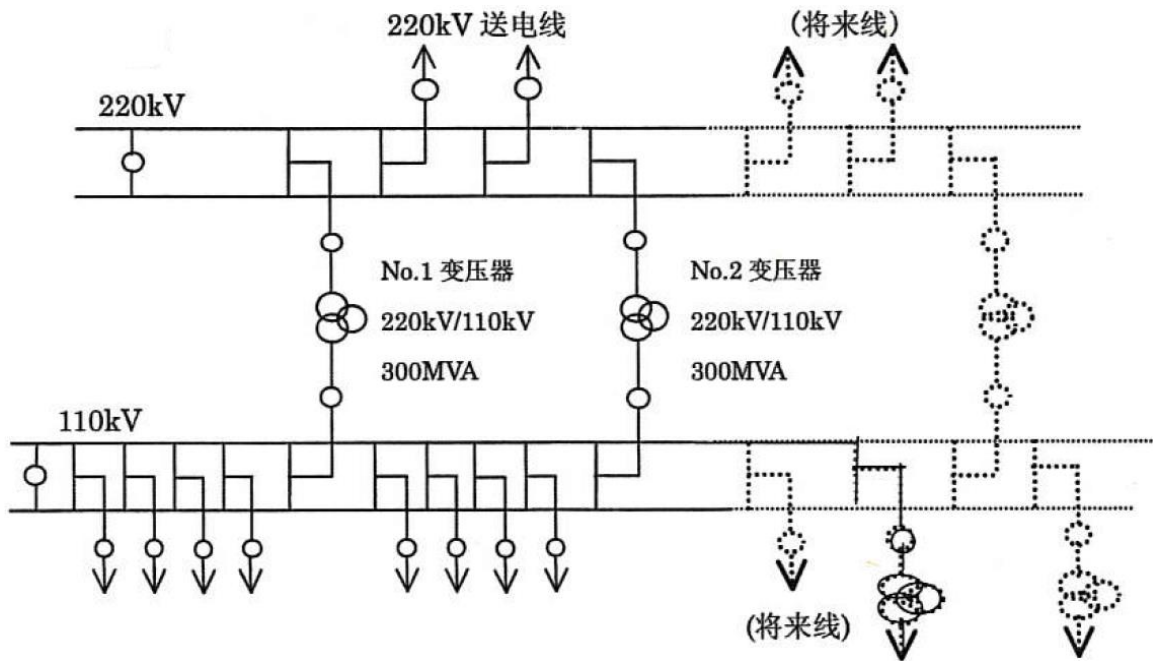 220kV 送电线
(将来线)
220kV
No.1 变压器
220kV/110kV
300MVA
No.2 变压器
220kV/110kV
300MVA
110kV
(将来线)